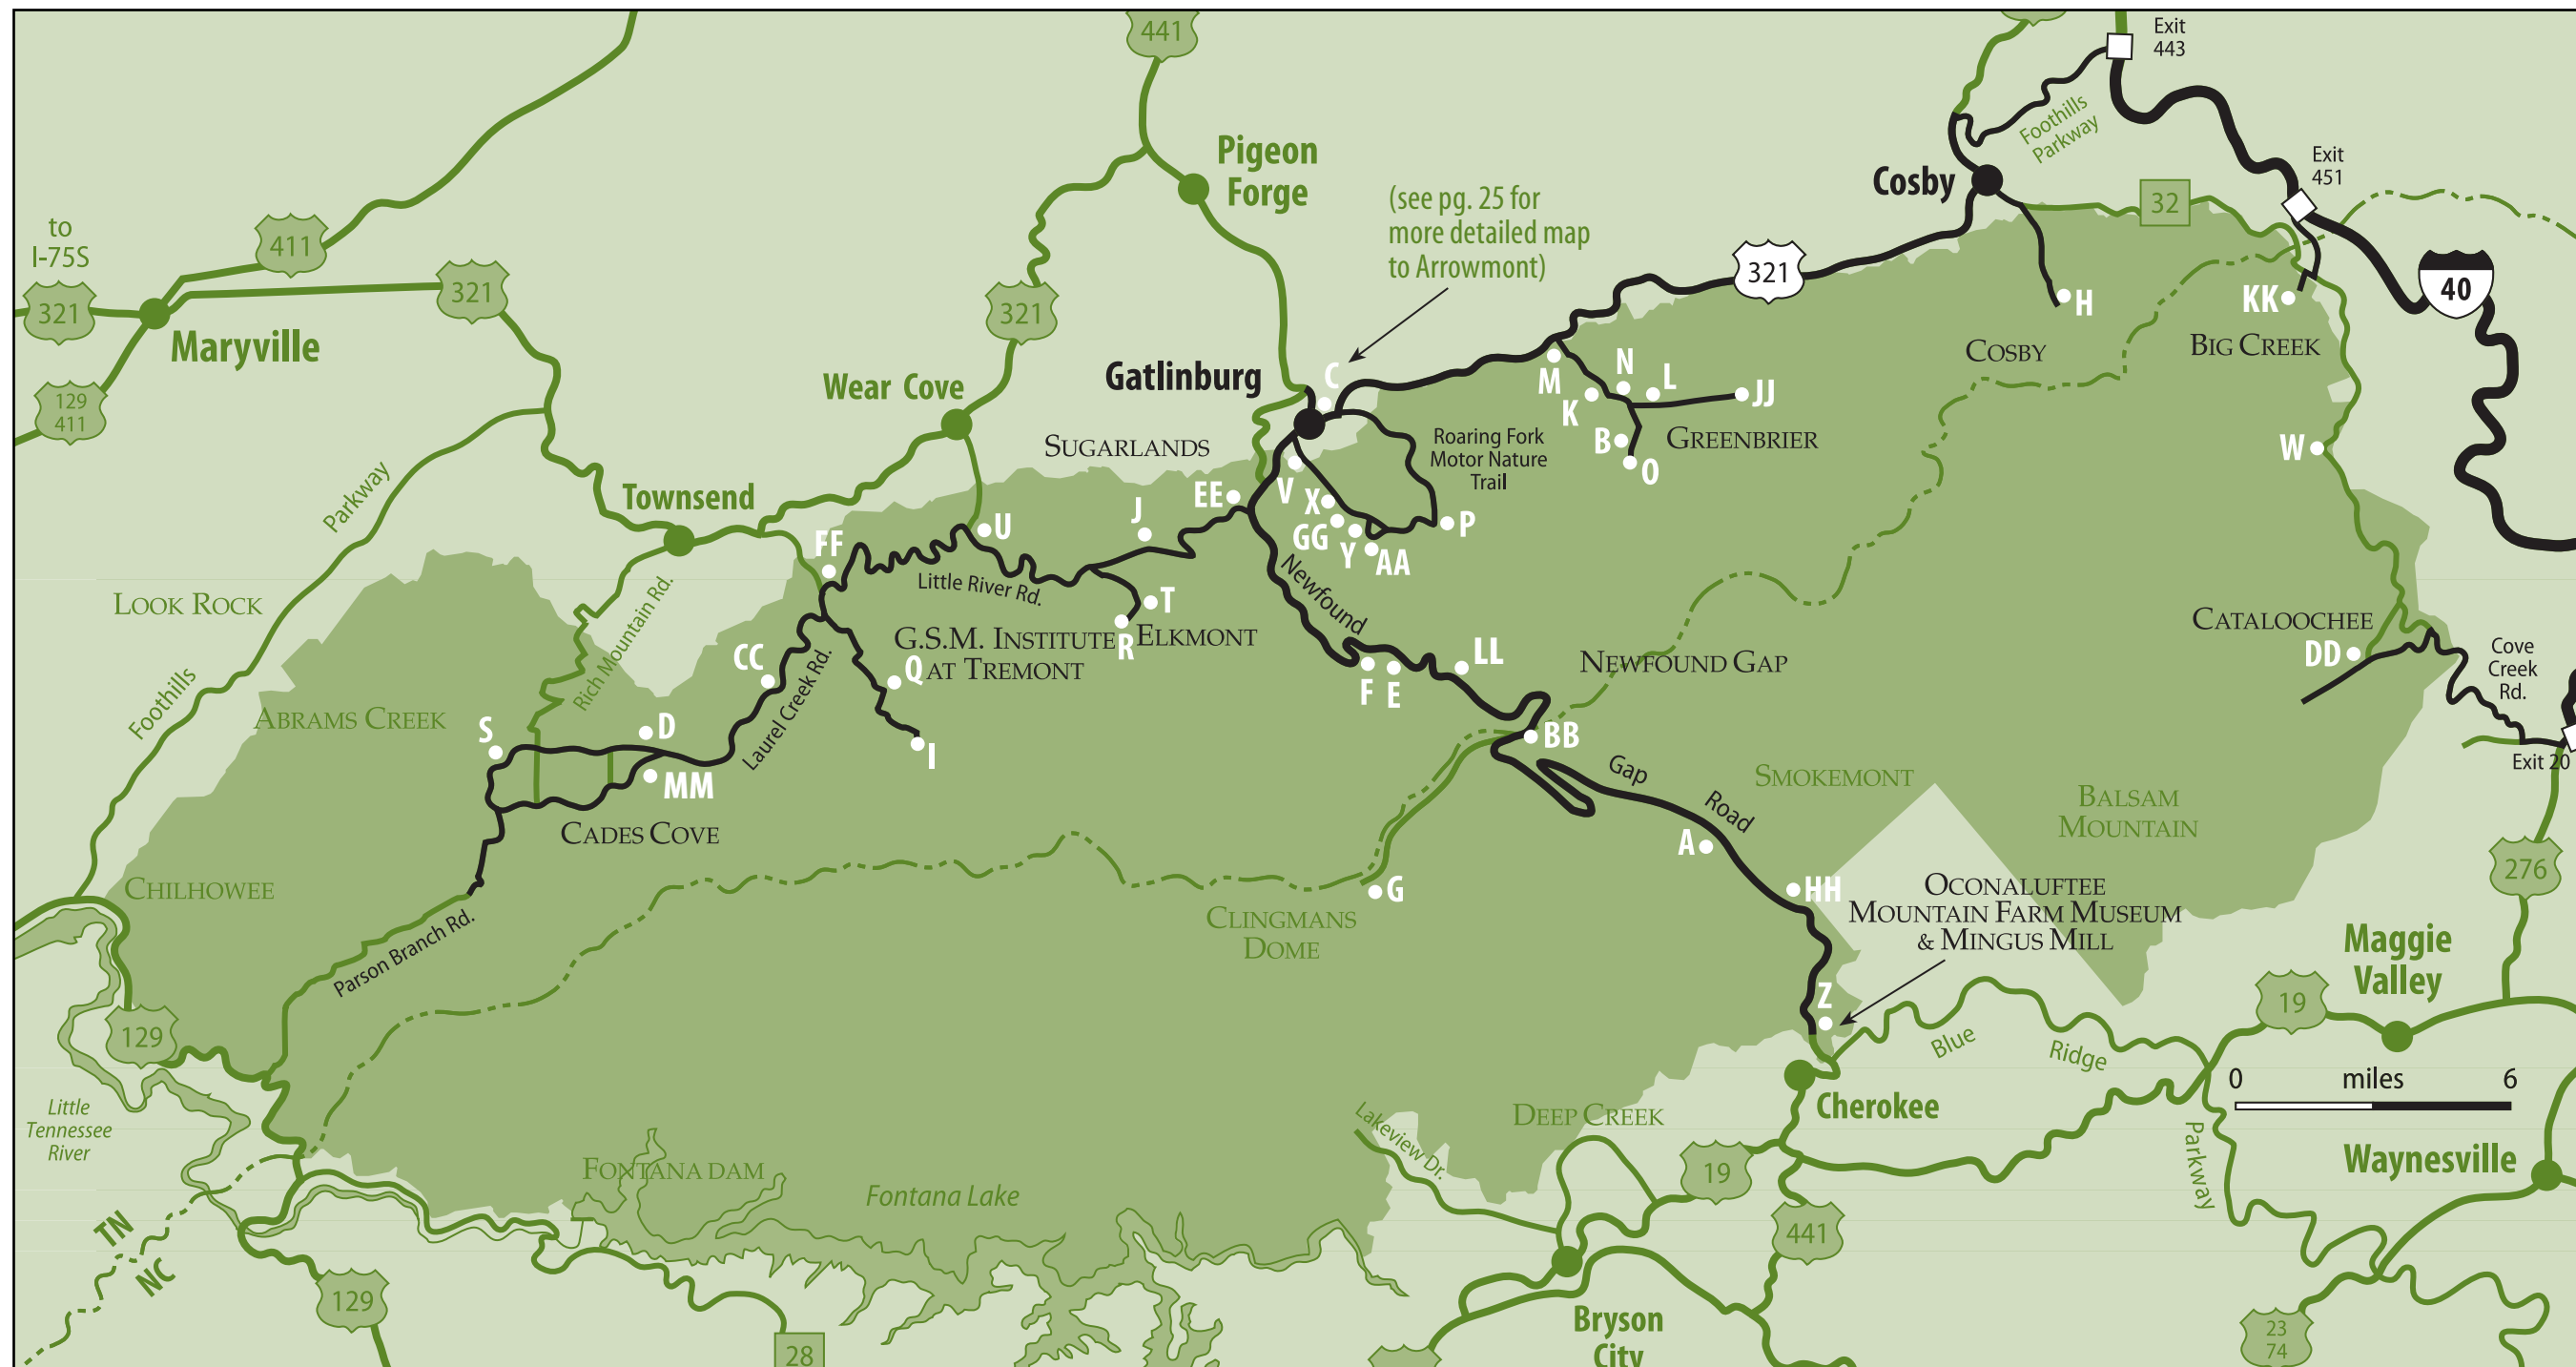 441
Exit
443
Foothills
Parkway
Pigeon
Forge
Cosby
Exit
451
(see pg. 25 for
more detailed map
to Arrowmont)
32
to
I-75S
411
321
321
321
321
40
H
KK
Maryville
COSBY
BIG CREEK
129
411
Wear Cove
Gatlinburg
C
M
N
L
K
JJ
B
O
GREENBRIER
W
SUGARLANDS
Roaring Fork
Motor Nature
Trail
Parkway
Townsend
EE
V
X
GG
Y
AA
P
J
U
FF
Little River Rd.
Newfound
T
LOOK ROCK
Rich Mountain Rd.
CATALOOCHEE
DD
Cove
Creek
Rd.
G.S.M. INSTITUTE
AT TREMONT
R
ELKMONT
CC
Q
LL
NEWFOUND GAP
F
E
Foothills
ABRAMS CREEK
S
D
Laurel Creek Rd.
I
BB
Exit 20
MM
Gap
Road
SMOKEMONT
BALSAM
MOUNTAIN
CADES COVE
A
276
CHILHOWEE
G
HH
CLINGMANS
DOME
OCONALUFTEE
MOUNTAIN FARM MUSEUM
& MINGUS MILL
Parson Branch Rd.
Maggie
Valley
Z
19
129
Blue
Ridge
0 miles 6
Little
Tennessee
River
Lakeview Dr.
DEEP CREEK
Cherokee
Parkway
Waynesville
FONTANA DAM
Fontana Lake
19
TN
NC
441
129
28
Bryson
City
23
74